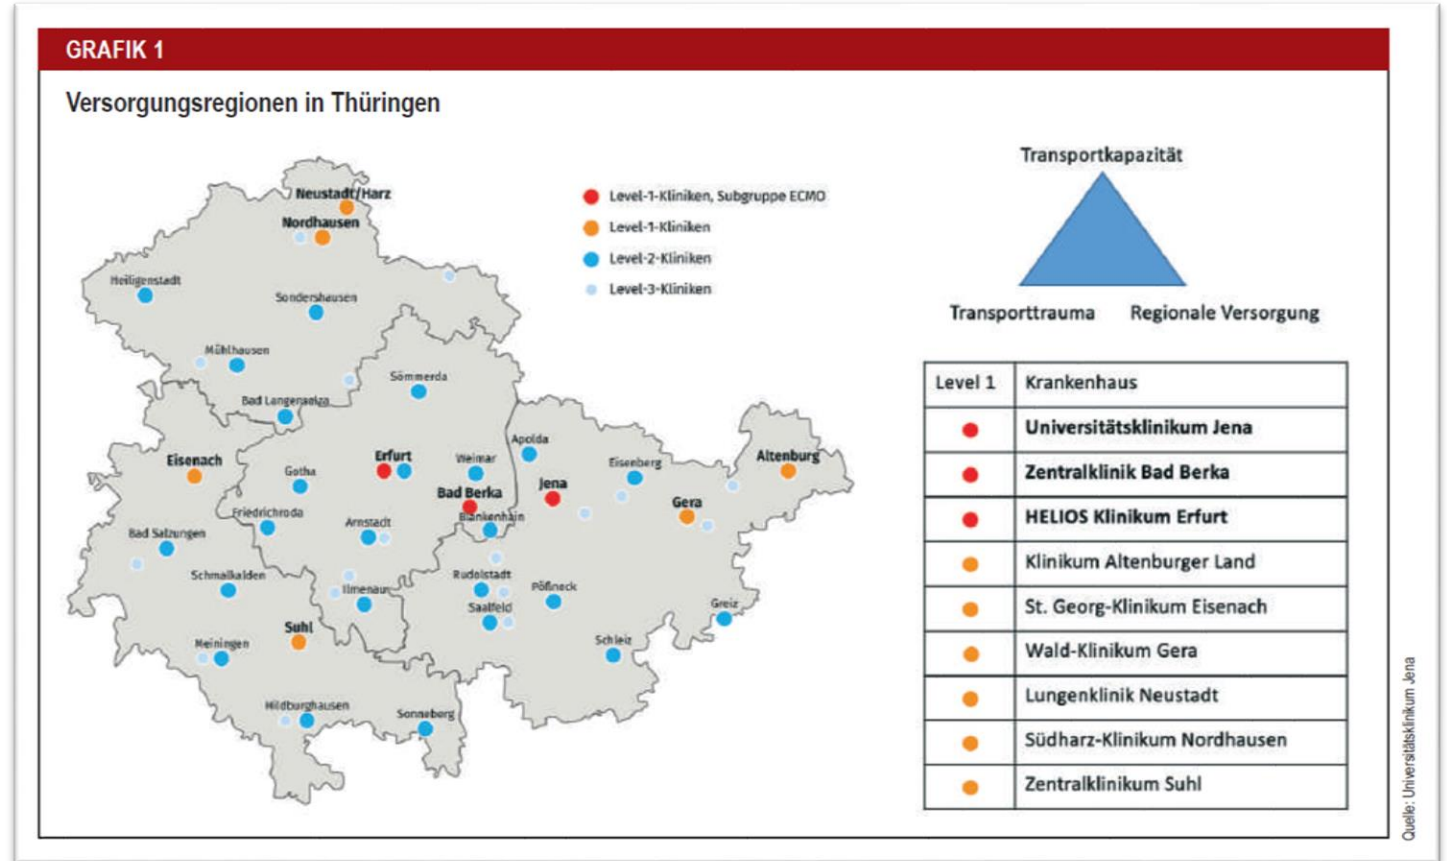 GRAFIK 1
Versorgungsregionen in Thüringen
Neustadt/Harz
Nordhausen
Heiligenstadt
Sondershausen
Mühlhausen
Sömmerda
Bad Langensalza
Eisenach
Gotha
Erfurt
Weimar
Bad Berka
Blankenhain
Apolda
Jena
Eisenberg
Gera
Altenburg
Friedrichroda
Arnstadt
Bad Salzungen
Schmalkalden
Ilmenau
Rudolstadt
Saalfeld
Pößneck
Greiz
Schleiz
Suhl
Meiningen
Hildburghausen
Sonneberg
Level-1-Kliniken, Subgruppe ECMO
Level-1-Kliniken
Level-2-Kliniken
Level-3-Kliniken
Transportkapazität
Transporttrauma Regionale Versorgung
Level 1 Krankenhaus
Universitätsklinikum Jena
Zentralklinik Bad Berka
HELIOS Klinikum Erfurt
Klinikum Altenburger Land
St. Georg-Klinikum Eisenach
Wald-Klinikum Gera
Lungenklinik Neustadt
Südharz-Klinikum Nordhausen
Zentralklinikum Suhl
Quelle: Universitätsklinikum Jena